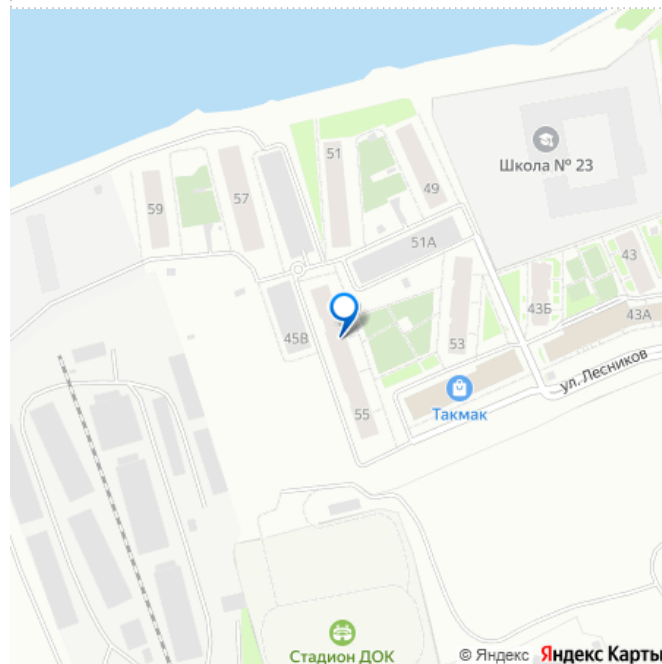 51
Школа № 23
59
57
49
51А
43
45В
43Б
43А
53
ул. Лесников
55
Такмак
Стадион ДОК
© Яндекс Яндекс Карты